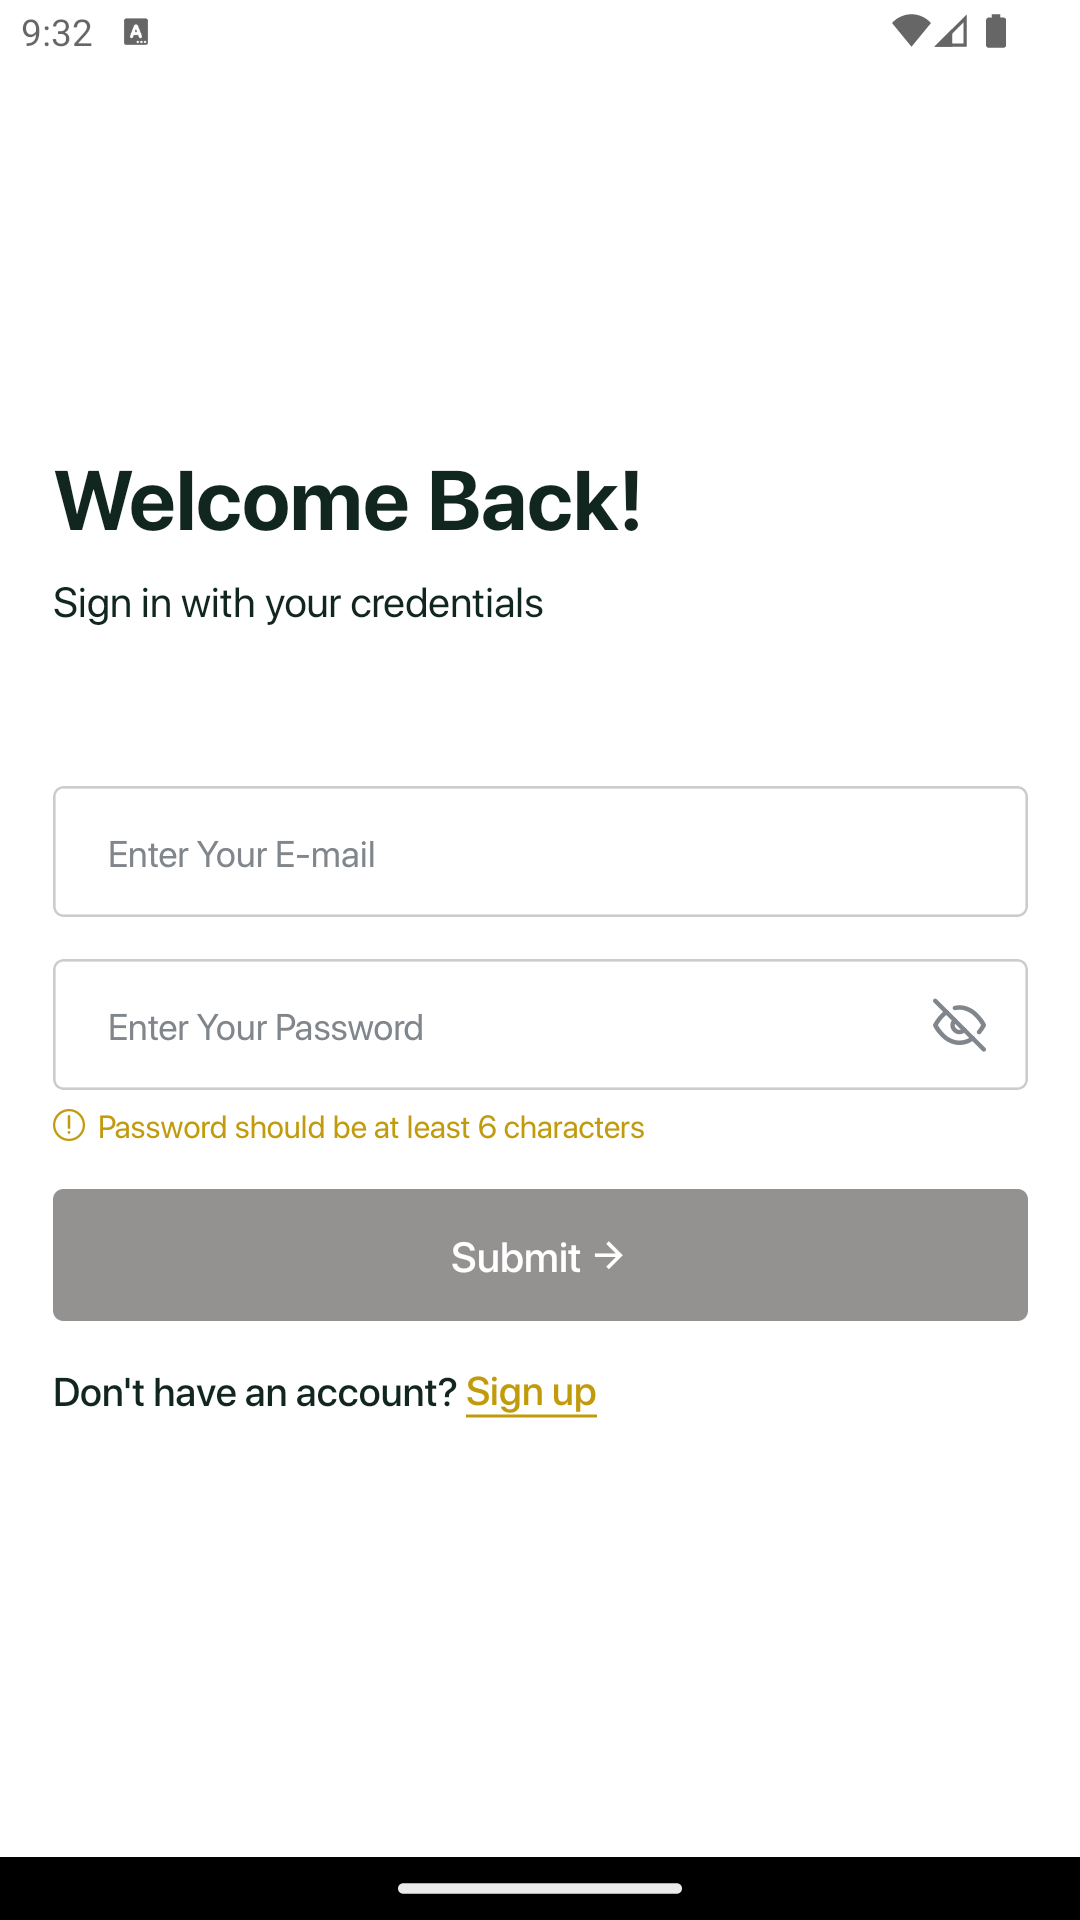 9:32
Welcome Back!
Sign in with your credentials
Enter Your E-mail
Enter Your Password
Password should be at least 6 characters
Submit →
Don't have an account? Sign up